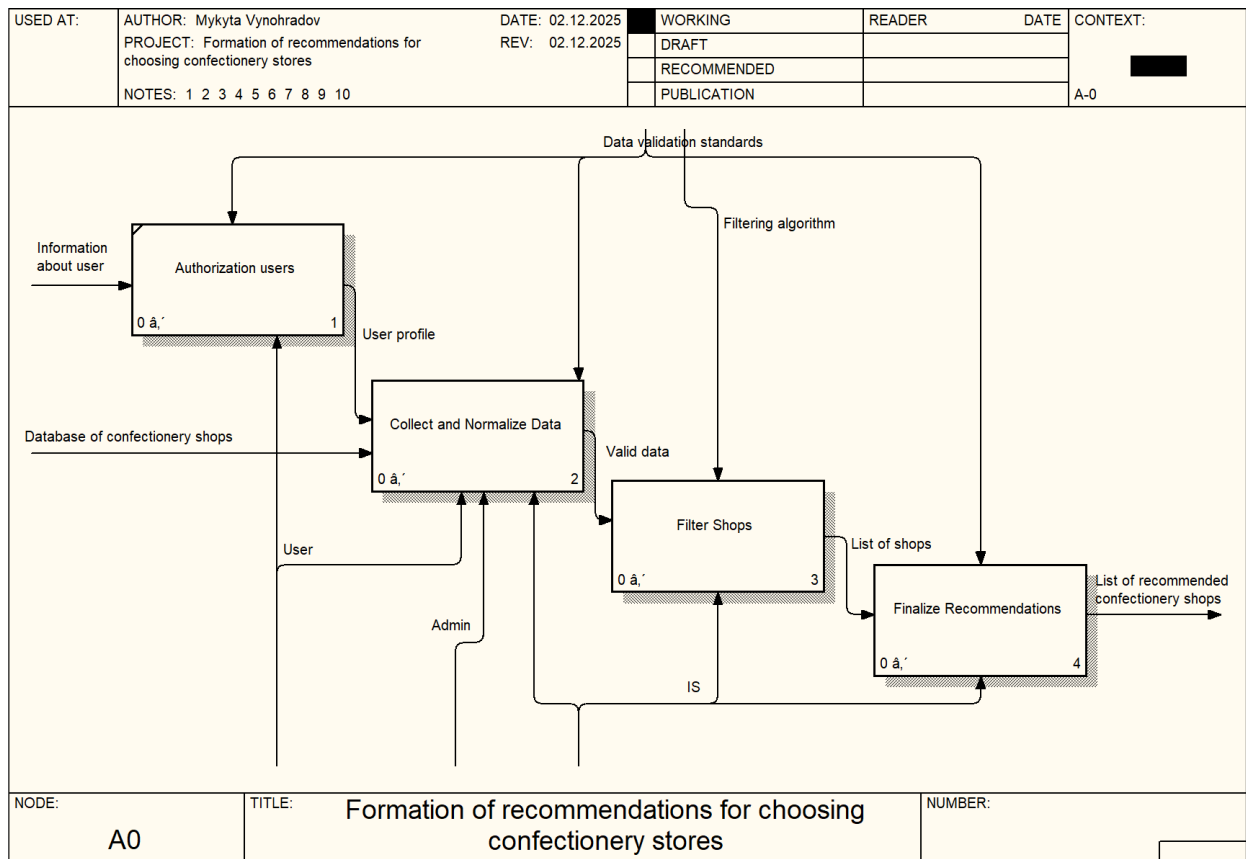 USED AT:
AUTHOR: Mykyta Vynohradov
DATE: 02.12.2025
PROJECT: Formation of recommendations for
choosing confectionery stores
REV: 02.12.2025
NOTES: 1 2 3 4 5 6 7 8 9 10
WORKING
DRAFT
RECOMMENDED
PUBLICATION
READER
DATE
CONTEXT:
A-0
Data validation standards
Filtering algorithm
Information
about user
Authorization users
0 â‚´
1
User profile
Database of confectionery shops
Collect and Normalize Data
0 â‚´
2
Valid data
Filter Shops
0 â‚´
3
List of shops
Finalize Recommendations
0 â‚´
4
List of recommended
confectionery shops
User
Admin
IS
NODE:
A0
TITLE:
Formation of recommendations for choosing
confectionery stores
NUMBER: